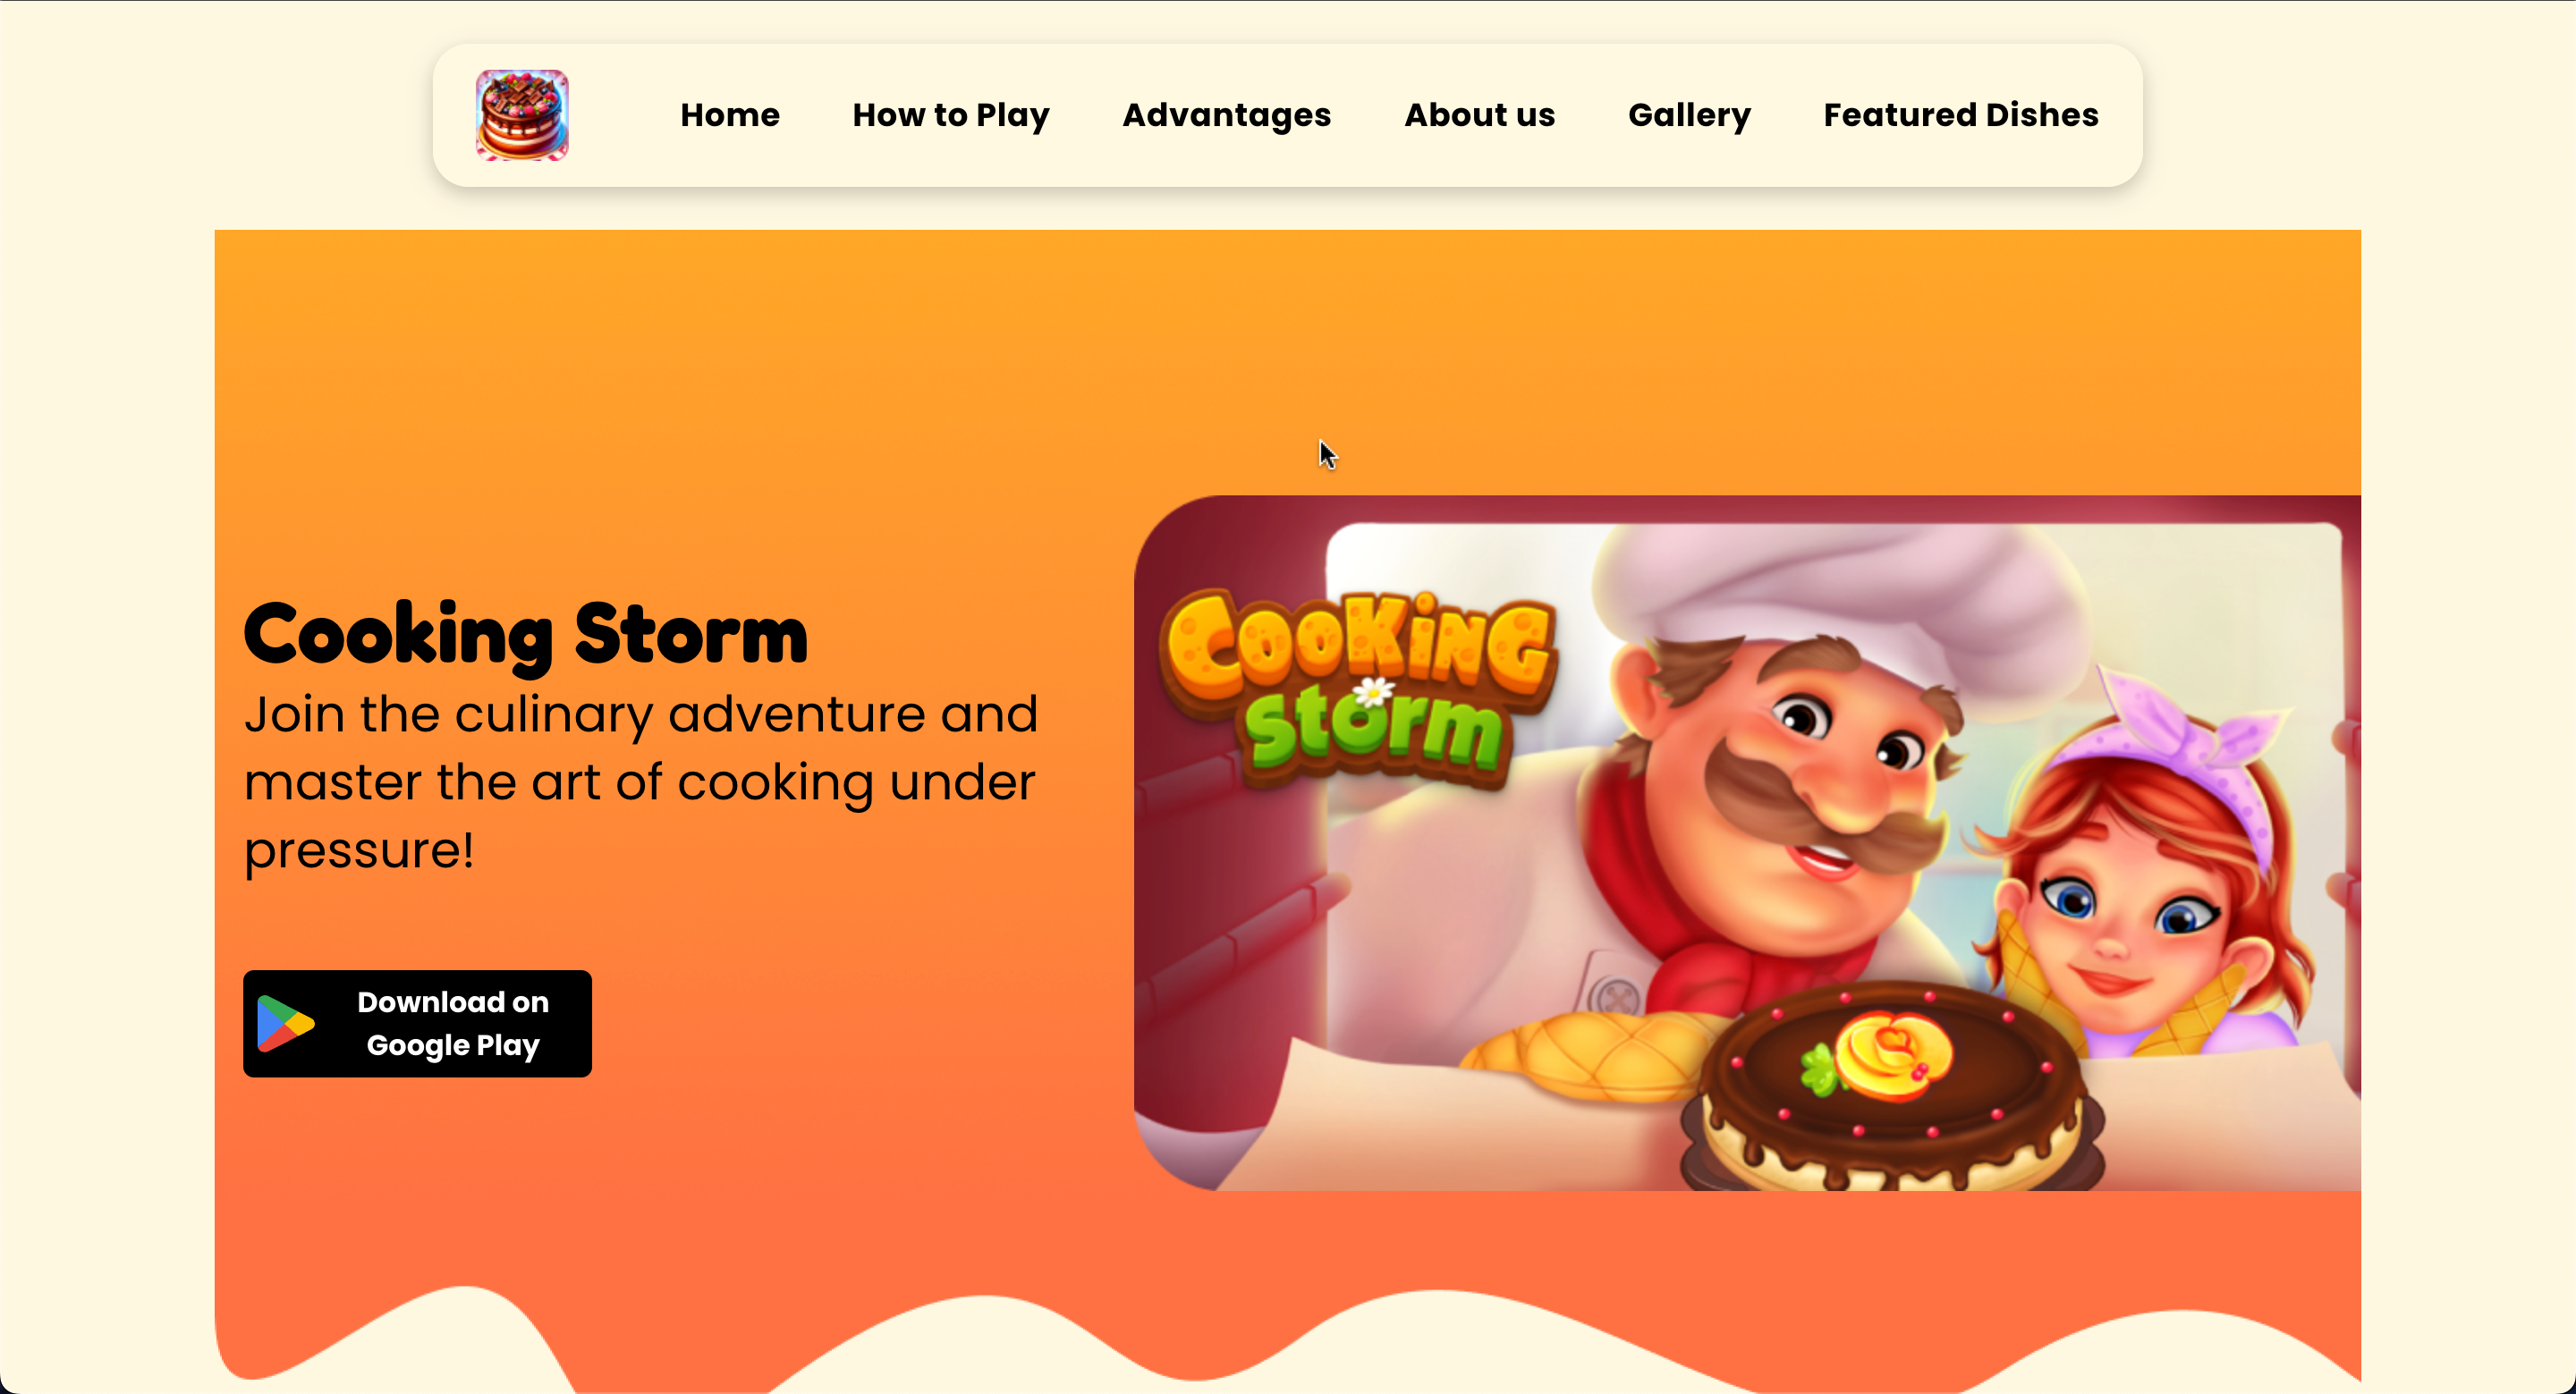 Home
How to Play
Advantages
About us
Gallery
Featured Dishes
Cooking Storm
Join the culinary adventure and
master the art of cooking under
pressure!
Download on
Google Play
COOKiNG
storm